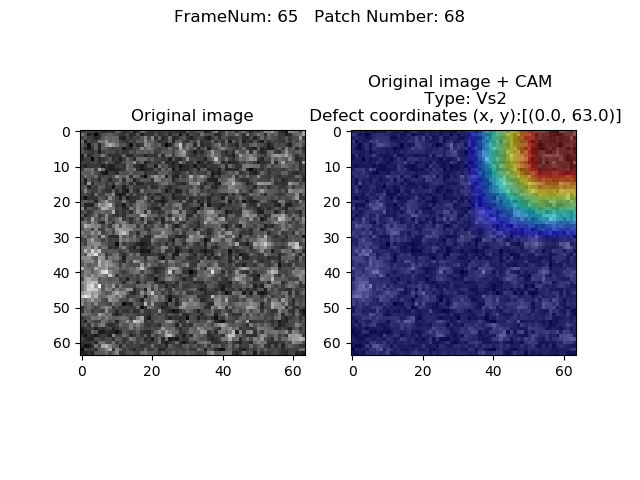 FrameNum: 65   Patch Number: 68
Original image
0
10
20
30
40
50
60
0 20 40 60
Original image + CAM
Type: Vs2
Defect coordinates (x, y):[(0.0, 63.0)]
0
10
20
30
40
50
60
0 20 40 60